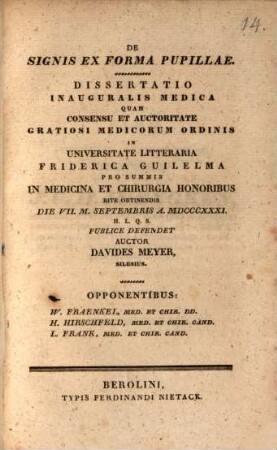 14.
DE
SIGNIS EX FORMA PUPILLAE.
DISSERTATIO
INAUGURALIS MEDICA
QUAM
CONSENSU ET AUCTORITATE
GRATIOSI MEDICORUM ORDINIS
IN
UNIVERSITATE LITTERARIA
FRIDERICA GUILELMA
PRO SUMMIS
IN MEDICINA ET CHIRURGIA HONORIBUS
RITE OBTINENDIS
DIE VII. M. SEPTEMBRIS A. MDCCCXXXI.
H. L. Q. S.
PUBLICE DEFENDET
AUCTOR
DAVIDES MEYER,
SILESIUS.
OPPONENTIBUS:
W. FRAENKEL, MED. ET CHIR. DD.
H. HIRSCHFELD, MED. ET CHIR. CAND.
L. FRANK, MED. ET CHIR. CAND.
BEROLINI,
TYPIS FERDINANDI NIETACK.